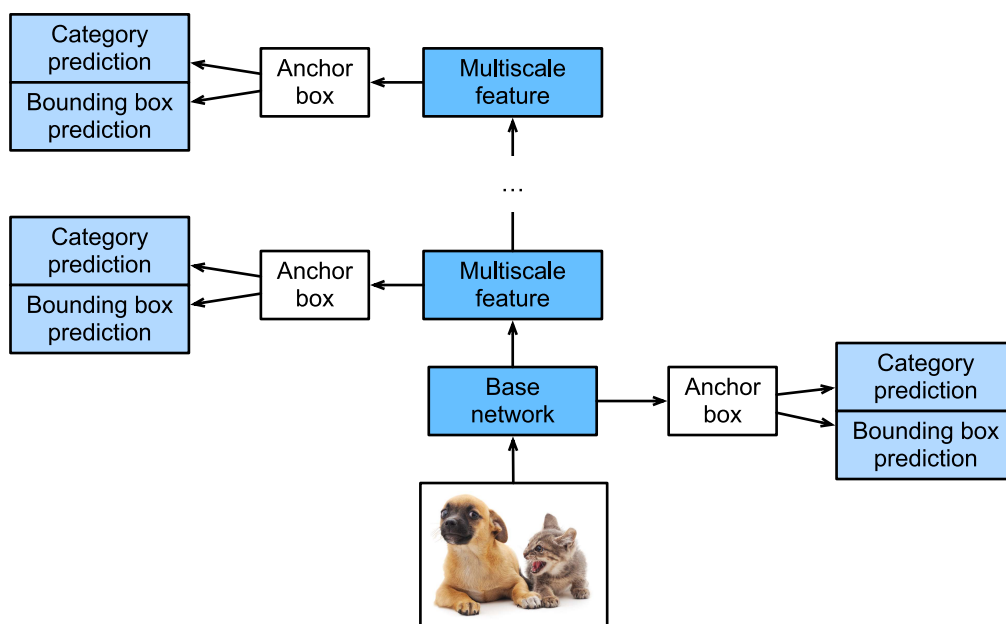 Category
prediction
Bounding box
prediction
Anchor
box
Multiscale
feature
...
Category
prediction
Bounding box
prediction
Anchor
box
Multiscale
feature
Base
network
Anchor
box
Category
prediction
Bounding box
prediction